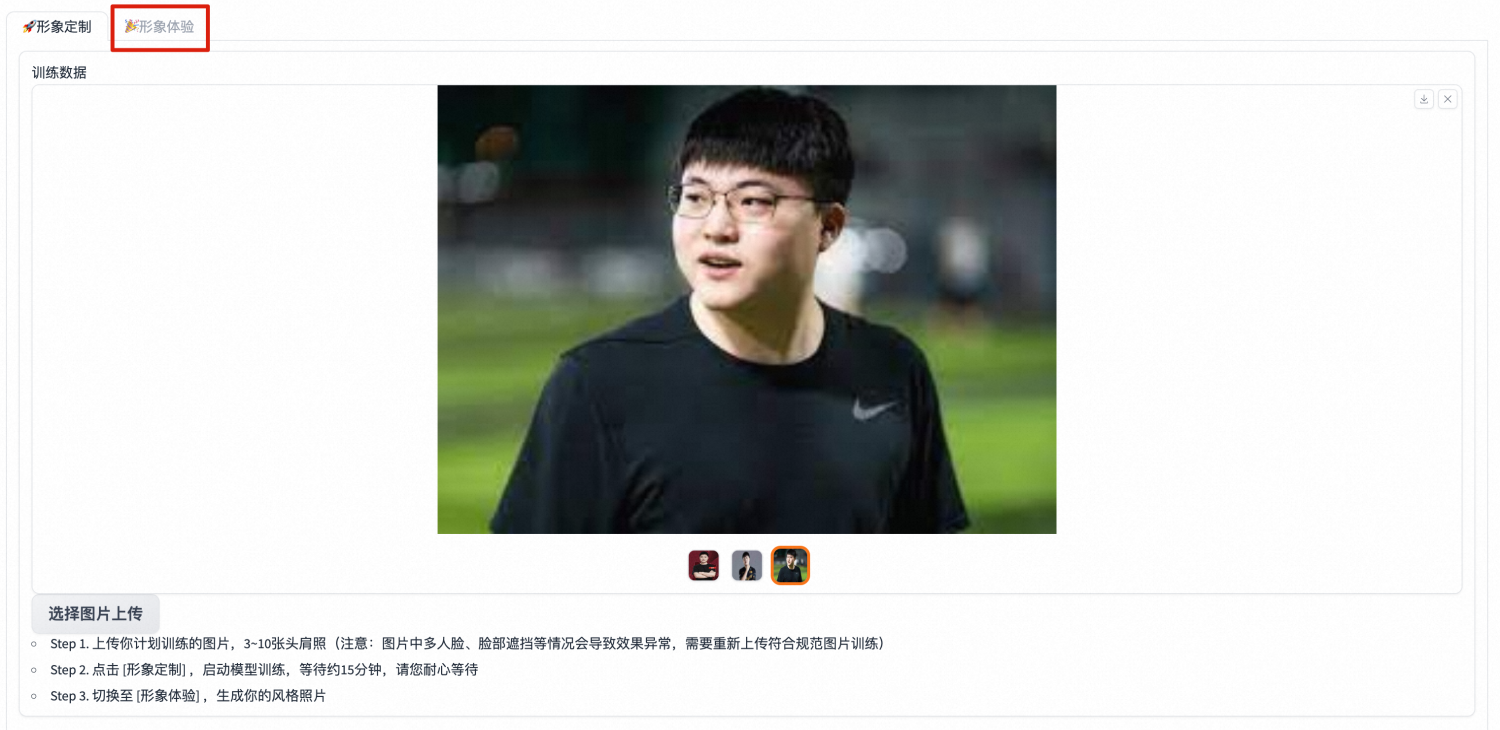 🚀形象定制
🎉形象体验
训练数据
选择图片上传
Step 1. 上传你计划训练的图片，3~10张头肩照（注意：图片中多人脸、脸部遮挡等情况会导致效果异常，需要重新上传符合规范图片训练）
Step 2. 点击 [形象定制] ，启动模型训练，等待约15分钟，请您耐心等待
Step 3. 切换至 [形象体验] ，生成你的风格照片